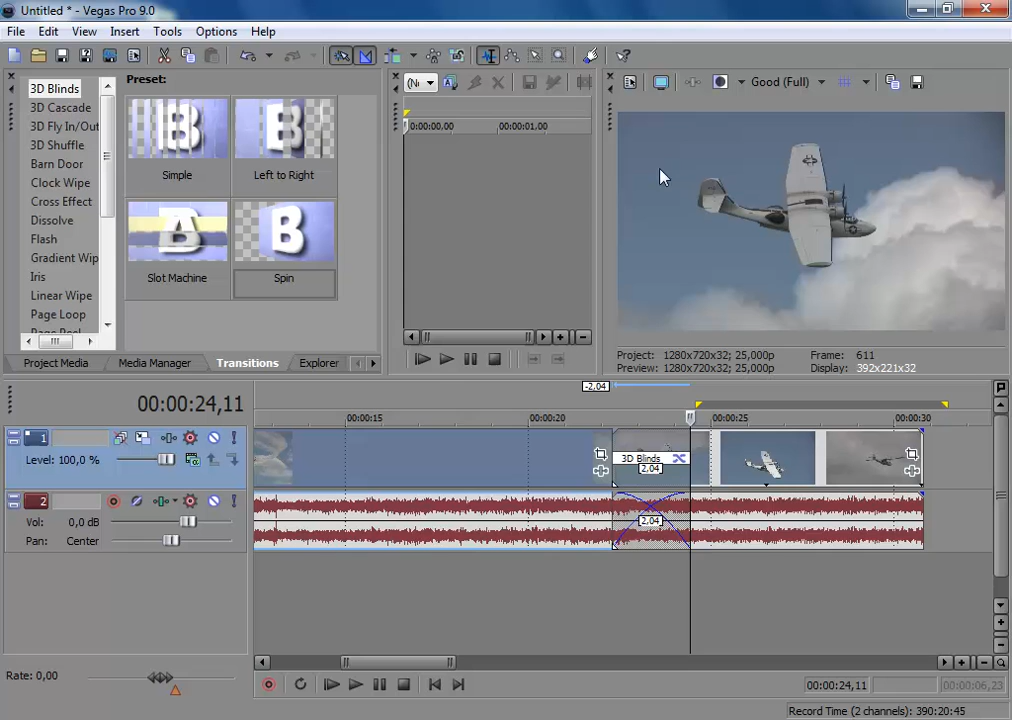 Untitled * - Vegas Pro 9.0
File Edit View Insert Tools Options Help
3D Blinds
3D Cascade
3D Fly In/Out
3D Shuffle
Barn Door
Clock Wipe
Cross Effect
Dissolve
Flash
Gradient Wip
Iris
Linear Wipe
Page Loop
Preset:
Simple
Left to Right
Slot Machine
Spin
Project Media Media Manager Transitions Explorer
0:00:00,00 00:00:01,00
Good (Full)
Project: 1280x720x32; 25,000p Frame: 611
Preview: 1280x720x32; 25,000p Display: 392x221x32
00:00:24,11
-2,04
00:00:15 00:00:20 00:00:25 00:00:30
1
Level: 100,0 %
3D Blinds
2,04
2
Vol: 0,0 dB
Pan: Center
2,04
Rate: 0,00
00:00:24,11 00:00:06,23
Record Time (2 channels): 390:20:45